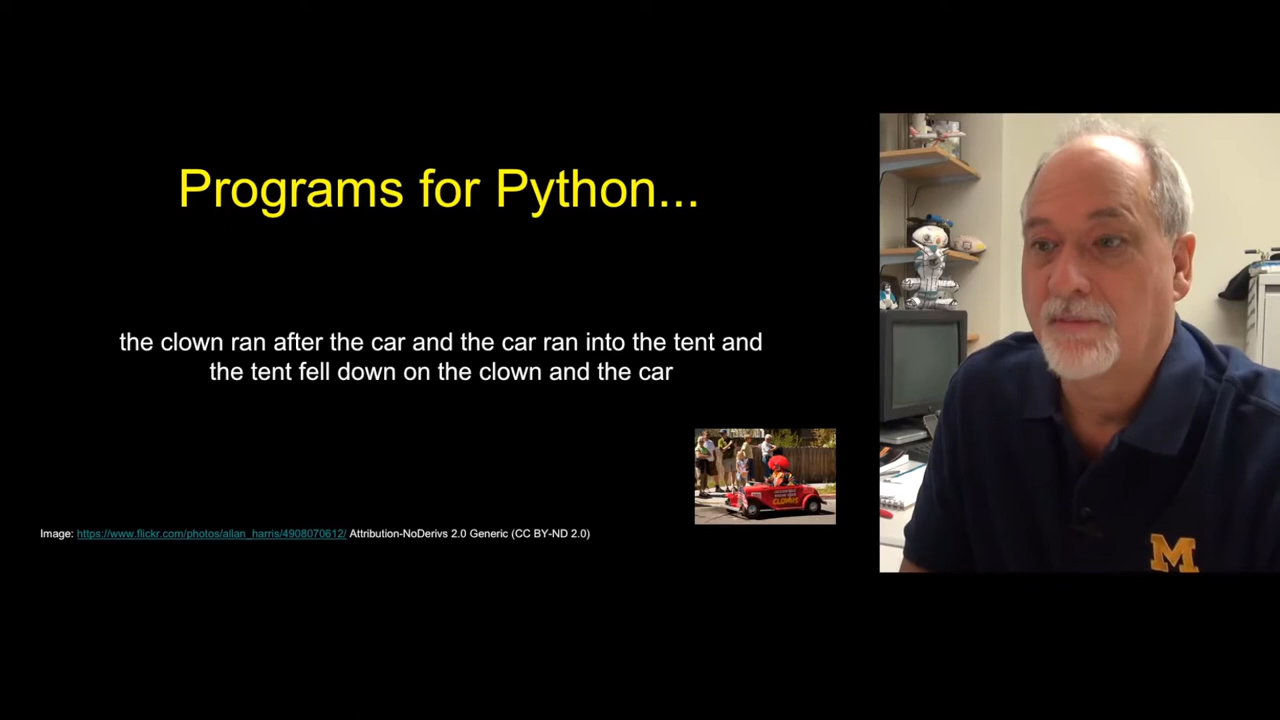 Programs for Python...
the clown ran after the car and the car ran into the tent and
the tent fell down on the clown and the car
CLOWNS
Image: https://www.flickr.com/photos/allan_harris/4908070612/ Attribution-NoDerivs 2.0 Generic (CC BY-ND 2.0)
M